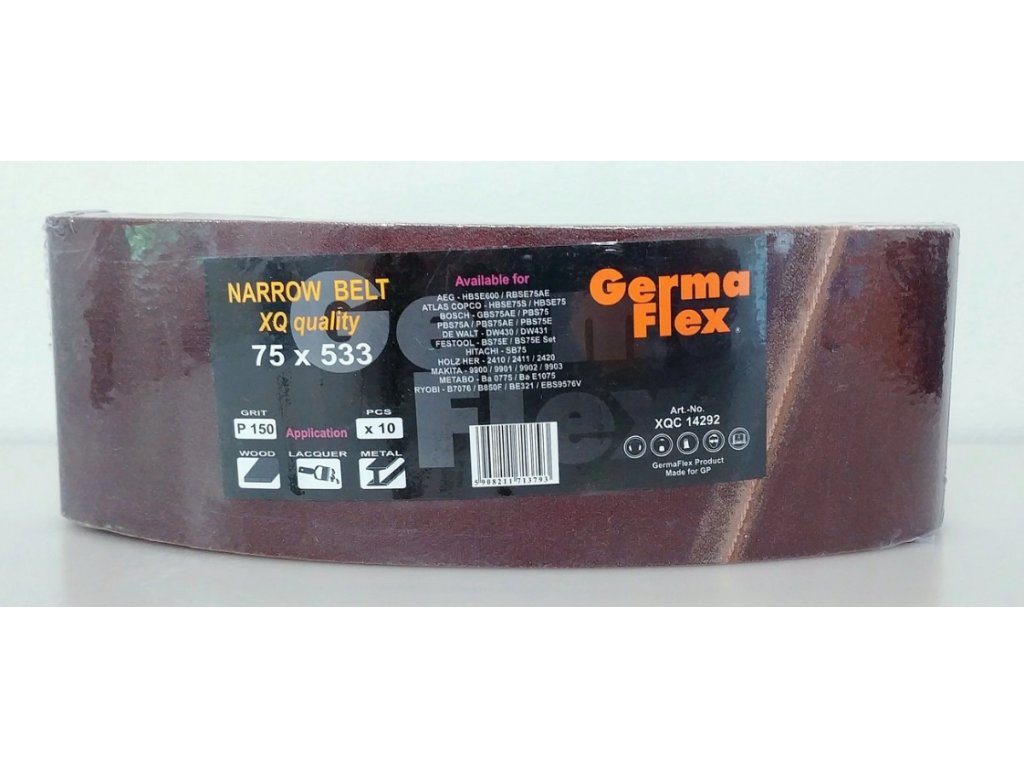 NARROW BELT
XQ quality
75 x 533
GRIT
P 150
Application
PCS
x 10
WOOD
LACQUER
METAL
Available for
AEG - HBSE600 / RBSE75AE
ATLAS COPCO - HBSE75S / HBSE75
BOSCH - GBS75AE / PBS75
PBS75A / PBS75AE / PBS75E
DE WALT - DW430 / DW431
FESTOOL - BS75E / BS75E Set
HITACHI - SB75
HOLZ HER - 2410 / 2411 / 2420
MAKITA - 9900 / 9901 / 9902 / 9903
METABO - Ba 0775 / Ba E1075
RYOBI - B7076 / B850F / BE321 / EBS9576V
5908211713793
Germa
Flex®
Art.-No.
XQC 14292
GermaFlex Product
Made for GP